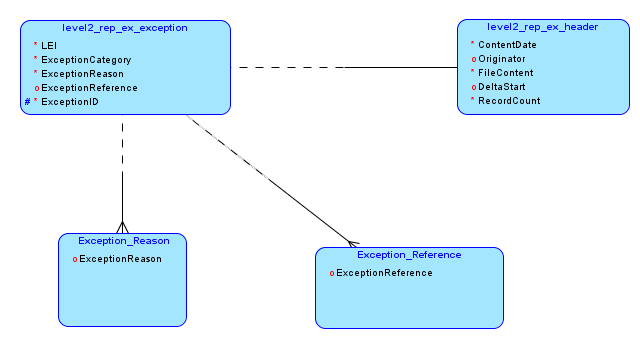 level2_rep_ex_exception
* LEI
* ExceptionCategory
* ExceptionReason
o ExceptionReference
# * ExceptionID
level2_rep_ex_header
* ContentDate
o Originator
* FileContent
o DeltaStart
* RecordCount
Exception_Reason
o ExceptionReason
Exception_Reference
o ExceptionReference